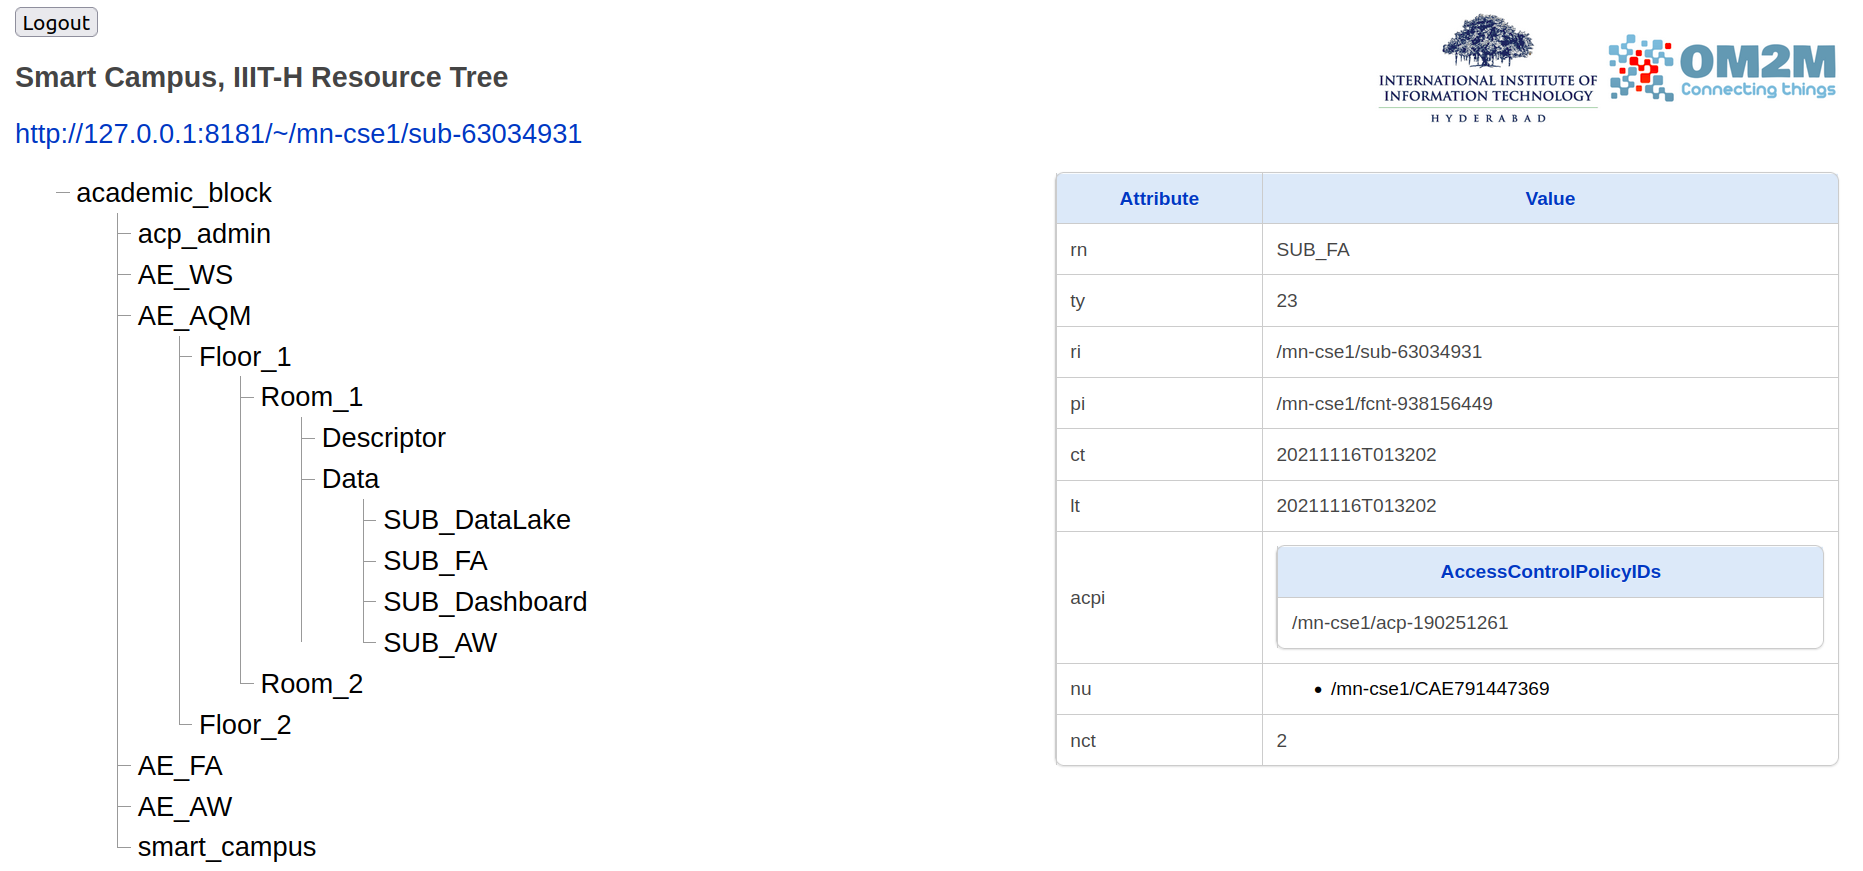 Logout
Smart Campus, IIIT-H Resource Tree
http://127.0.0.1:8181/~/mn-cse1/sub-63034931
INTERNATIONAL INSTITUTE OF
INFORMATION TECHNOLOGY
HYDERABAD
OM2M
Connecting things
academic_block
acp_admin
AE_WS
AE_AQM
Floor_1
Room_1
Descriptor
Data
SUB_DataLake
SUB_FA
SUB_Dashboard
SUB_AW
Room_2
Floor_2
AE_FA
AE_AW
smart_campus
Attribute Value
rn SUB_FA
ty 23
ri /mn-cse1/sub-63034931
pi /mn-cse1/fcnt-938156449
ct 20211116T013202
lt 20211116T013202
acpi
AccessControlPolicyIDs
/mn-cse1/acp-190251261
nu • /mn-cse1/CAE791447369
nct 2